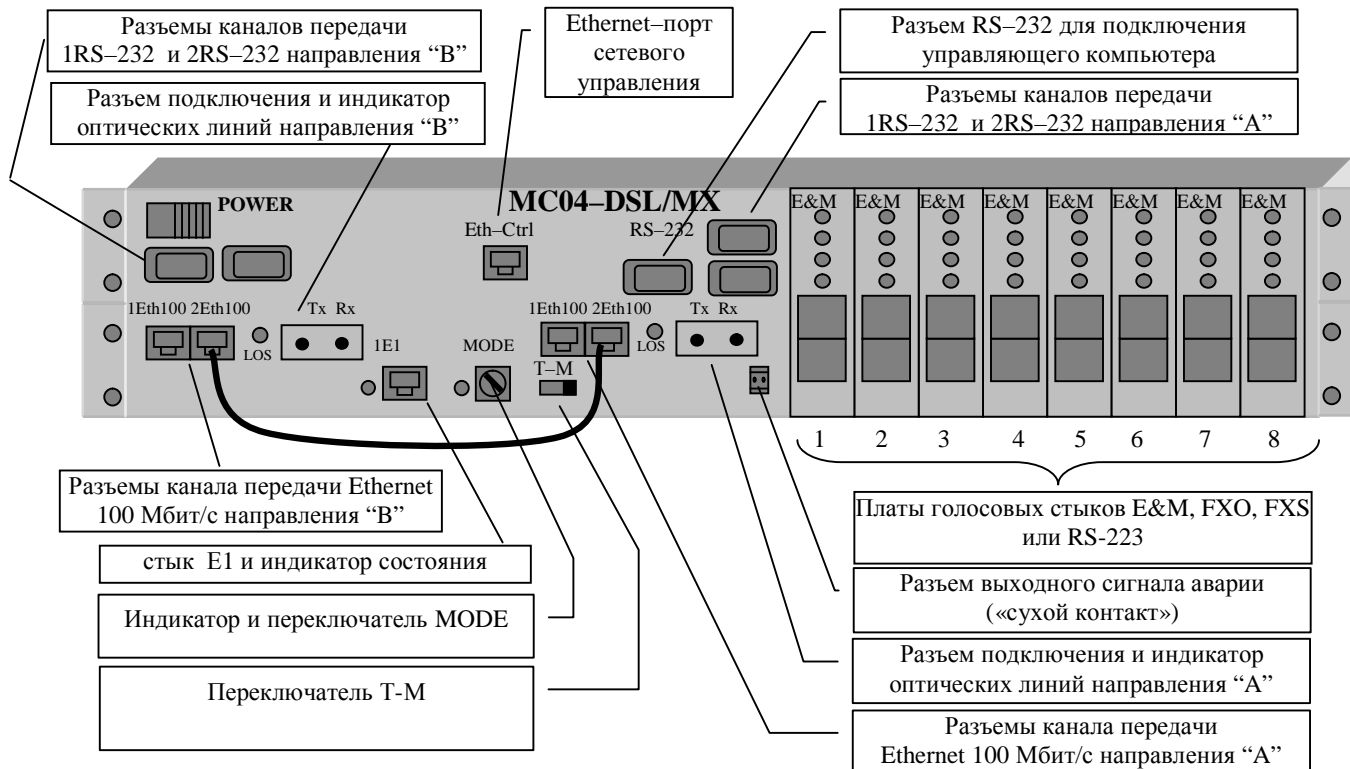 Разъемы каналов передачи
1RS–232 и 2RS–232 направления “В”
Разъем подключения и индикатор
оптических линий направления “В”
Ethernet–порт
сетевого
управления
Разъем RS–232 для подключения
управляющего компьютера
Разъемы каналов передачи
1RS–232 и 2RS–232 направления “А”
POWER
MC04–DSL/MX
Eth–Ctrl
RS–232
E&M
E&M
E&M
E&M
E&M
E&M
E&M
E&M
1Eth100 2Eth100
LOS
Tx Rx
1E1
MODE
1Eth100 2Eth100
T–M
LOS
Tx Rx
1
2
3
4
5
6
7
8
Разъемы канала передачи Ethernet
100 Мбит/с направления “В”
стык Е1 и индикатор состояния
Индикатор и переключатель MODE
Переключатель T-M
Платы голосовых стыков E&M, FXO, FXS
или RS-223
Разъем выходного сигнала аварии
(«сухой контакт»)
Разъем подключения и индикатор
оптических линий направления “А”
Разъемы канала передачи
Ethernet 100 Мбит/с направления “А”